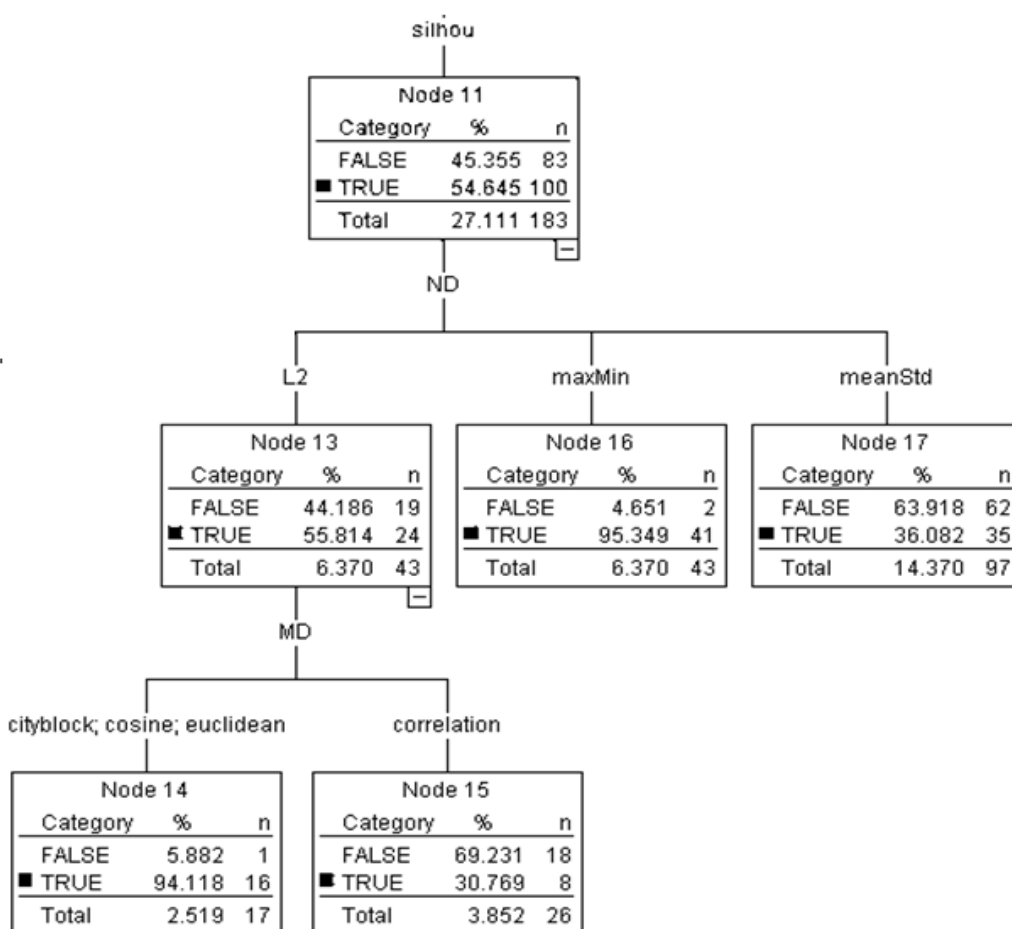 silhou
Node 11
Category % n
FALSE 45.355 83
TRUE 54.645 100
Total 27.111 183
ND
L2 maxMin meanStd
Node 13 Node 16 Node 17
Category % n Category % n Category % n
FALSE 44.186 19 FALSE 4.651 2 FALSE 63.918 62
TRUE 55.814 24 TRUE 95.349 41 TRUE 36.082 35
Total 6.370 43 Total 6.370 43 Total 14.370 97
MD
cityblock; cosine; euclidean correlation
Node 14 Node 15
Category % n Category % n
FALSE 5.882 1 FALSE 69.231 18
TRUE 94.118 16 TRUE 30.769 8
Total 2.519 17 Total 3.852 26